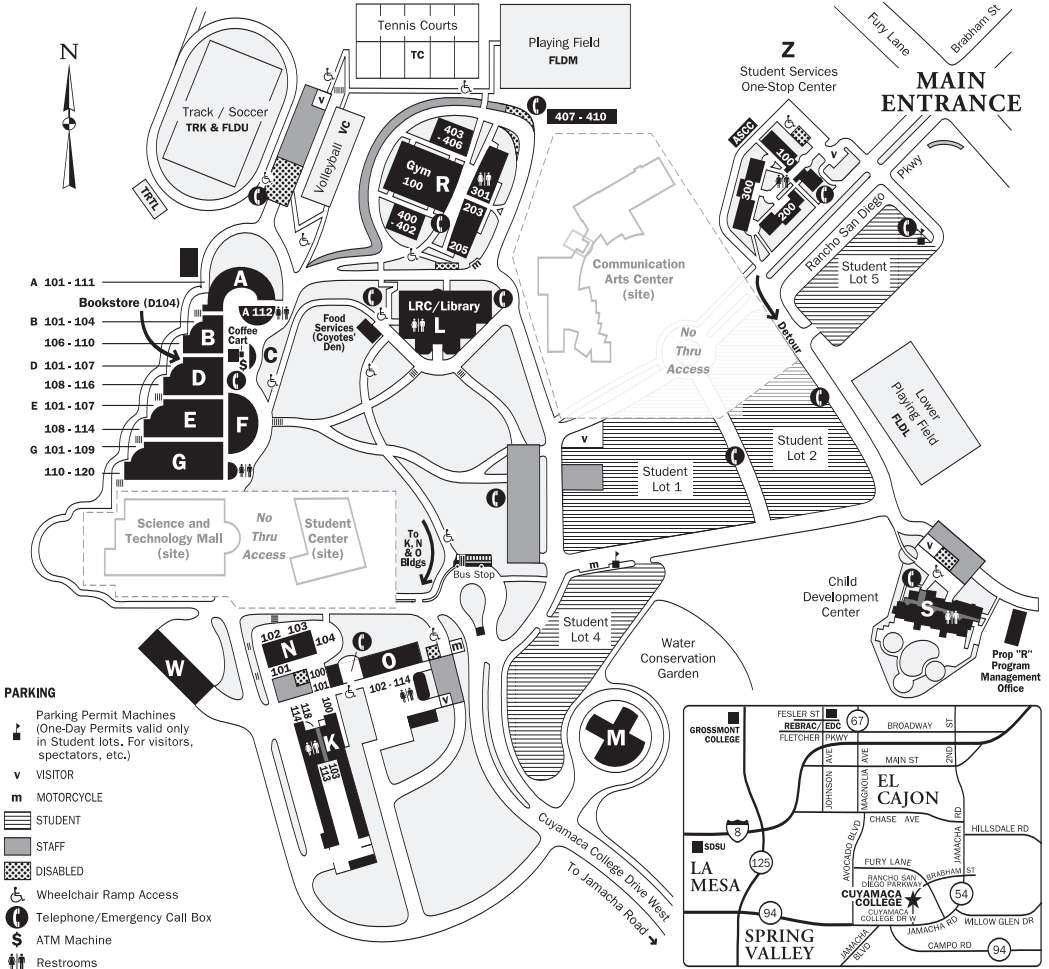 N
Tennis Courts
TC
Playing Field
FLDM
Track / Soccer
TRK & FLDU
V
Volleyball VC
TRTL
407 - 410
403
- 406
Gym
100
R
301
203
205
400
- 402
m
Z
Student Services
One-Stop Center
Fury Lane
Brabham St
MAIN
ENTRANCE
ASCC
100
300
200
V
Pkwy
Rancho San Diego
Student
Lot 5
Detour
Communication
Arts Center
(site)
No
Thru
Access
A 101 - 111
Bookstore (D104)
B 101 - 104
106 - 110
D 101 - 107
108 - 116
E 101 - 107
108 - 114
G 101 - 109
110 - 120
A
A 112
B
Coffee
Cart
$
C
D
E
F
G
Food
Services
(Coyotes'
Den)
LRC/Library
L
Lower
Playing Field
FLDL
V
Student
Lot 1
Student
Lot 2
Science and
Technology Mall
(site)
No
Thru
Access
Student
Center
(site)
To
K, N
& O
Bldgs
Bus Stop
m
Student
Lot 4
Water
Conservation
Garden
Child
Development
Center
V
S
Prop "R"
Program
Management
Office
W
102 103
104
N
101
100
101
O
102 - 114
m
V
118
114
100
K
103
113
M
Cuyamaca College Drive West
To Jamacha Road
PARKING
Parking Permit Machines
(One-Day Permits valid only
in Student lots. For visitors,
spectators, etc.)
V VISITOR
m MOTORCYCLE
STUDENT
STAFF
DISABLED
Wheelchair Ramp Access
Telephone/Emergency Call Box
$ ATM Machine
Restrooms
GROSSMONT
COLLEGE
FESLER ST
REBRAC/ EDC
FLETCHER PKWY
67
BROADWAY
2ND ST
MAIN ST
JOHNSON AVE
MAGNOLIA AVE
EL
CAJON
CHASE AVE
JAMACHA RD
HILLSDALE RD
8
SDSU
125
LA
MESA
AVOCADO BLVD
FURY LANE
RANCHO SAN
DIEGO PARKWAY
BRABHAM ST
CUYAMACA
COLLEGE
CUYAMACA
COLLEGE DR W
54
94
SPRING
VALLEY
JAMACHA
BLVD
JAMACHA RD
WILLOW GLEN DR
CAMPO RD
94